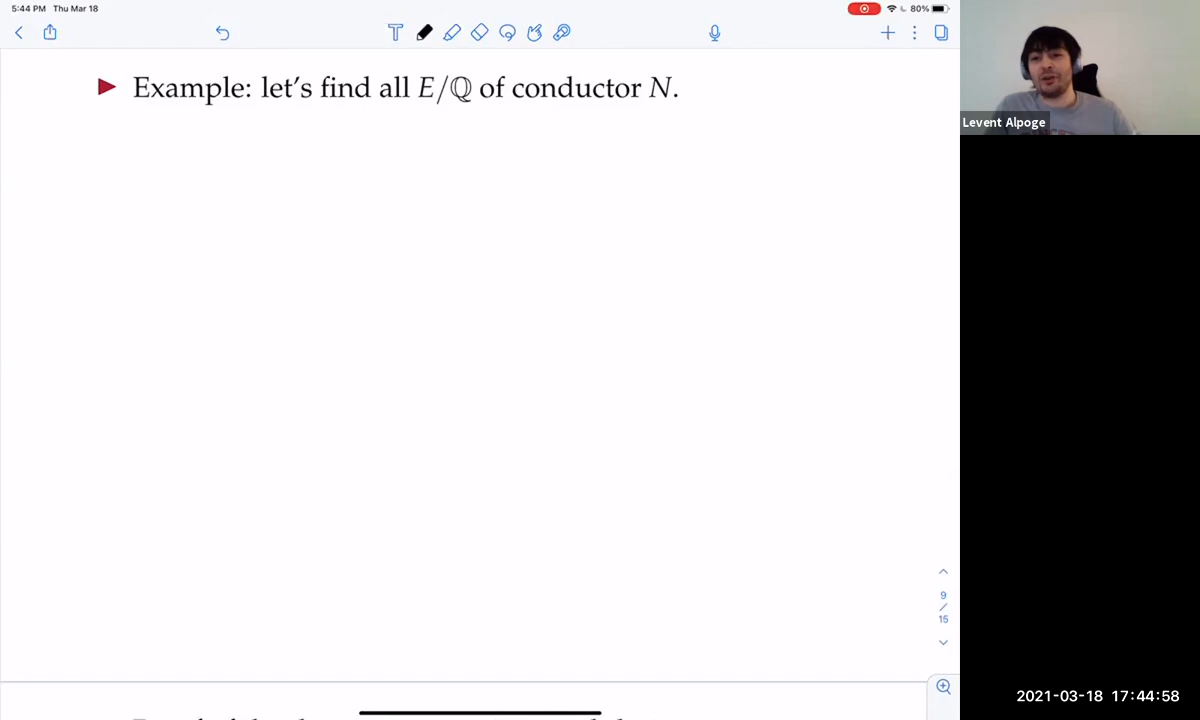 5:44 PM Thu Mar 18
80%
Example: let's find all E/ℚ of conductor N.
Levent Alpoge
9
/
15
2021-03-18 17:44:58